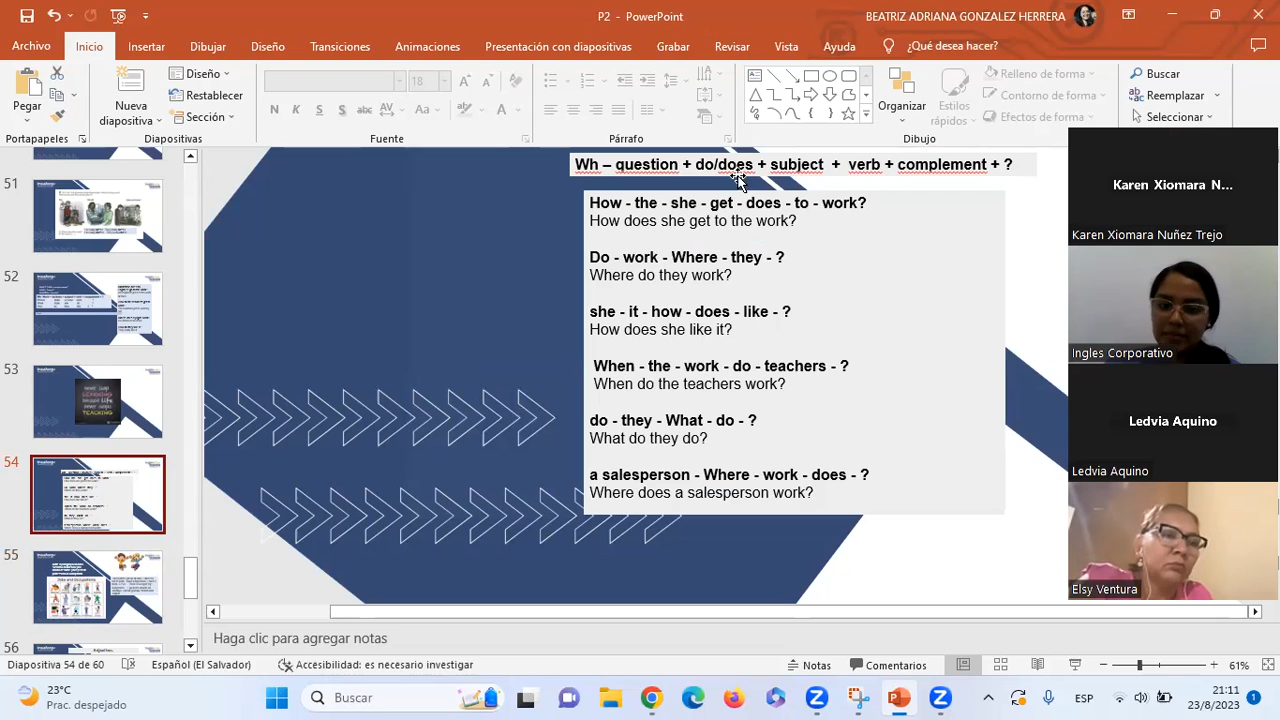 P2 - PowerPoint
BEATRIZ ADRIANA GONZALEZ HERRERA
Archivo
Inicio
Insertar
Dibujar
Diseño
Transiciones
Animaciones
Presentación con diapositivas
Grabar
Revisar
Vista
Ayuda
¿Qué desea hacer?
Pegar
Nueva
diapositiva
Diseño
Restablecer
Sección
18
N K S S abc AV Aa A
Relleno de forma
Contorno de forma
Efectos de forma
Organizar
Estilos
rápidos
Buscar
Reemplazar
Seleccionar
Portapapeles
Diapositivas
Fuente
Párrafo
Dibujo
51
52
53
54
55
56
Wh – question + do/does + subject + verb + complement + ?
How - the - she - get - does - to - work?
How does she get to the work?
Do - work - Where - they - ?
Where do they work?
she - it - how - does - like - ?
How does she like it?
When - the - work - do - teachers - ?
When do the teachers work?
do - they - What - do - ?
What do they do?
a salesperson - Where - work - does - ?
Where does a salesperson work?
Karen Xiomara N...
Karen Xiomara Nuñez Trejo
Ingles Corporativo
Ledvia Aquino
Ledvia Aquino
Elsy Ventura
Haga clic para agregar notas
Diapositiva 54 de 60
Español (El Salvador)
Accesibilidad: es necesario investigar
Notas
Comentarios
61%
23°C
Prac. despejado
Buscar
ESP
21:11
23/8/2023
1